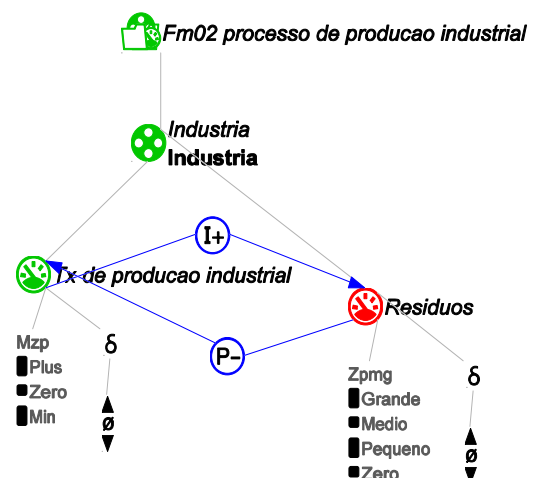 Fm02 processo de producao industrial
Industria
Industria
I+
Tx de producao industrial
Residuos
P-
Mzp
Plus
Zero
Min
δ
ø
Zpmg
Grande
Medio
Pequeno
Zero
δ
ø